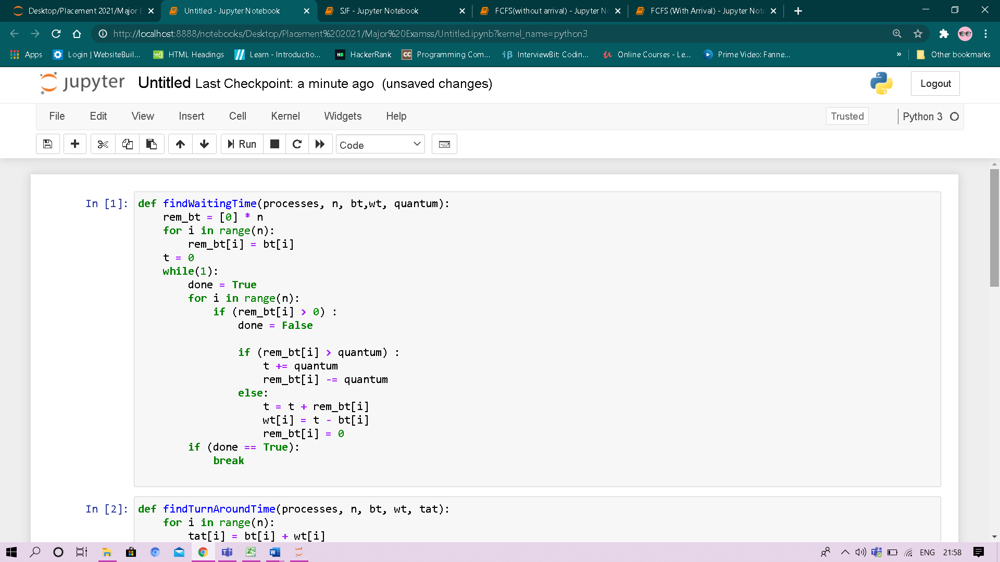 Desktop/Placement 2021/Major E
Untitled - Jupyter Notebook
SJF - Jupyter Notebook
FCFS(without arrival) - Jupyter No
FCFS (With Arrival) - Jupyter Note
http://localhost:8888/notebooks/Desktop/Placement%202021/Major%20Examss/Untitled.ipynb?kernel_name=python3
Apps
Login | WebsiteBuil...
HTML Headings
Learn - Introductio...
HackerRank
Programming Com...
InterviewBit: Codin...
Online Courses - Le...
Prime Video: Fanne...
»
Other bookmarks
jupyter Untitled Last Checkpoint: a minute ago (unsaved changes)
Logout
File Edit View Insert Cell Kernel Widgets Help
Trusted
Python 3
Run
Code
In [1]: def findWaitingTime(processes, n, bt,wt, quantum):
    rem_bt = [0] * n
    for i in range(n):
        rem_bt[i] = bt[i]
    t = 0
    while(1):
        done = True
        for i in range(n):
            if (rem_bt[i] > 0) :
                done = False
                if (rem_bt[i] > quantum) :
                    t += quantum
                    rem_bt[i] -= quantum
                else:
                    t = t + rem_bt[i]
                    wt[i] = t - bt[i]
                    rem_bt[i] = 0
        if (done == True):
            break
In [2]: def findTurnAroundTime(processes, n, bt, wt, tat):
    for i in range(n):
        tat[i] = bt[i] + wt[i]
ENG 21:58